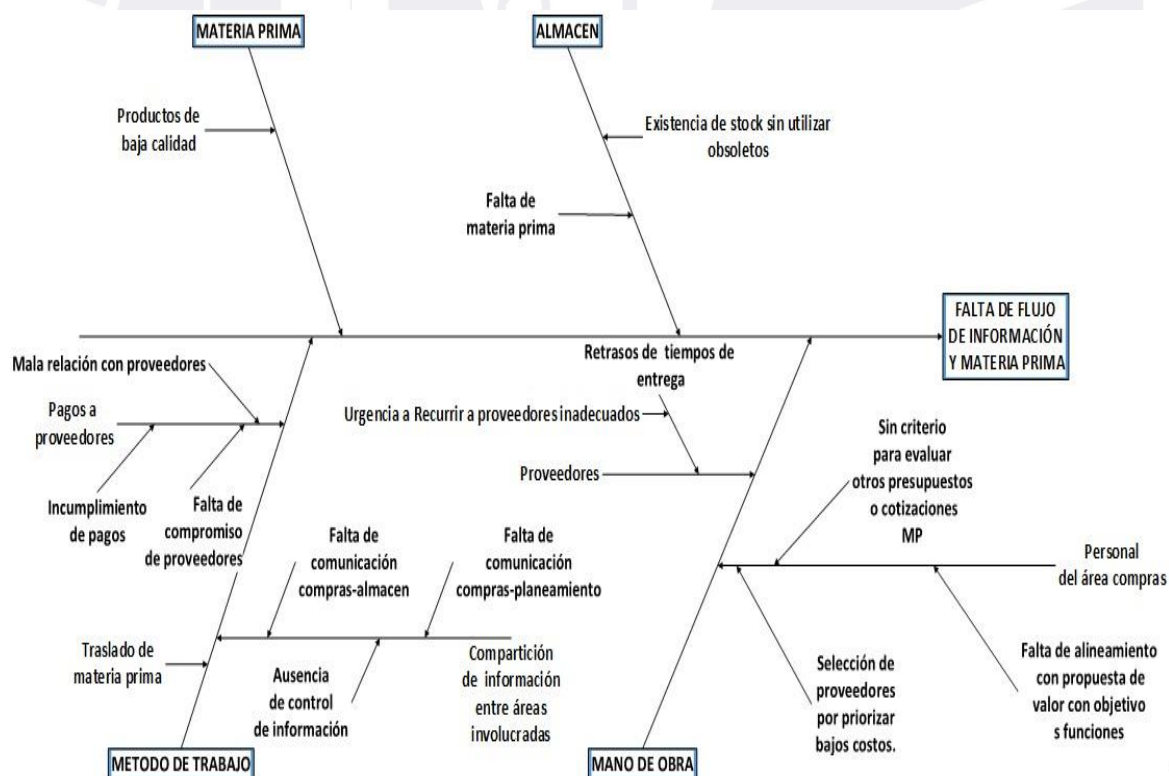 MATERIA PRIMA
ALMACEN
Productos de
baja calidad
Existencia de stock sin utilizar
obsoletos
Falta de
materia prima
FALTA DE FLUJO
DE INFORMACIÓN
Y MATERIA PRIMA
Mala relación con proveedores
Pagos a
proveedores
Incumplimiento
de pagos
Falta de
compromiso
de proveedores
Retrasos de tiempos de
entrega
Urgencia a Recurrir a proveedores inadecuados
Proveedores
Sin criterio
para evaluar
otros presupuestos
o cotizaciones
MP
Personal
del área compras
Falta de
comunicación
compras-almacen
Falta de
comunicación
compras-planeamiento
Traslado de
materia prima
Ausencia
de control
de información
Compartición
de información
entre áreas
involucradas
Selección de
proveedores
por priorizar
bajos costos.
Falta de alineamiento
con propuesta de
valor con objetivo
s funciones
METODO DE TRABAJO
MANO DE OBRA